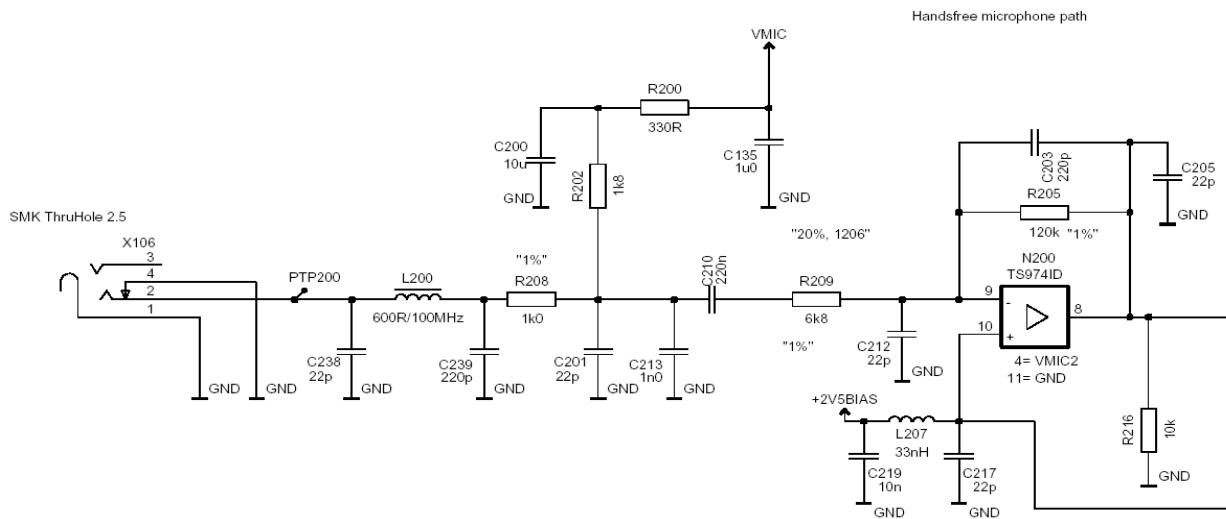 Handsfree microphone path
VMIC
R200
330R
C200
10u
GND
R202
1k8
C135
1u0
GND
C203
220p
C205
22p
GND
R205
120k
"1%"
SMK ThruHole 2.5
X106
3
4
2
1
PTP200
L200
600R/100MHz
"1%"
R208
1k0
C210
220n
"20%, 1206"
R209
6k8
"1%"
N200
TS974ID
9
-
10
+
8
4= VMIC2
11= GND
C238
22p
C239
220p
C201
22p
C213
1n0
C212
22p
GND
GND
GND
GND
GND
GND
GND
+2V5BIAS
L207
33nH
C219
10n
GND
C217
22p
GND
R216
10k
GND